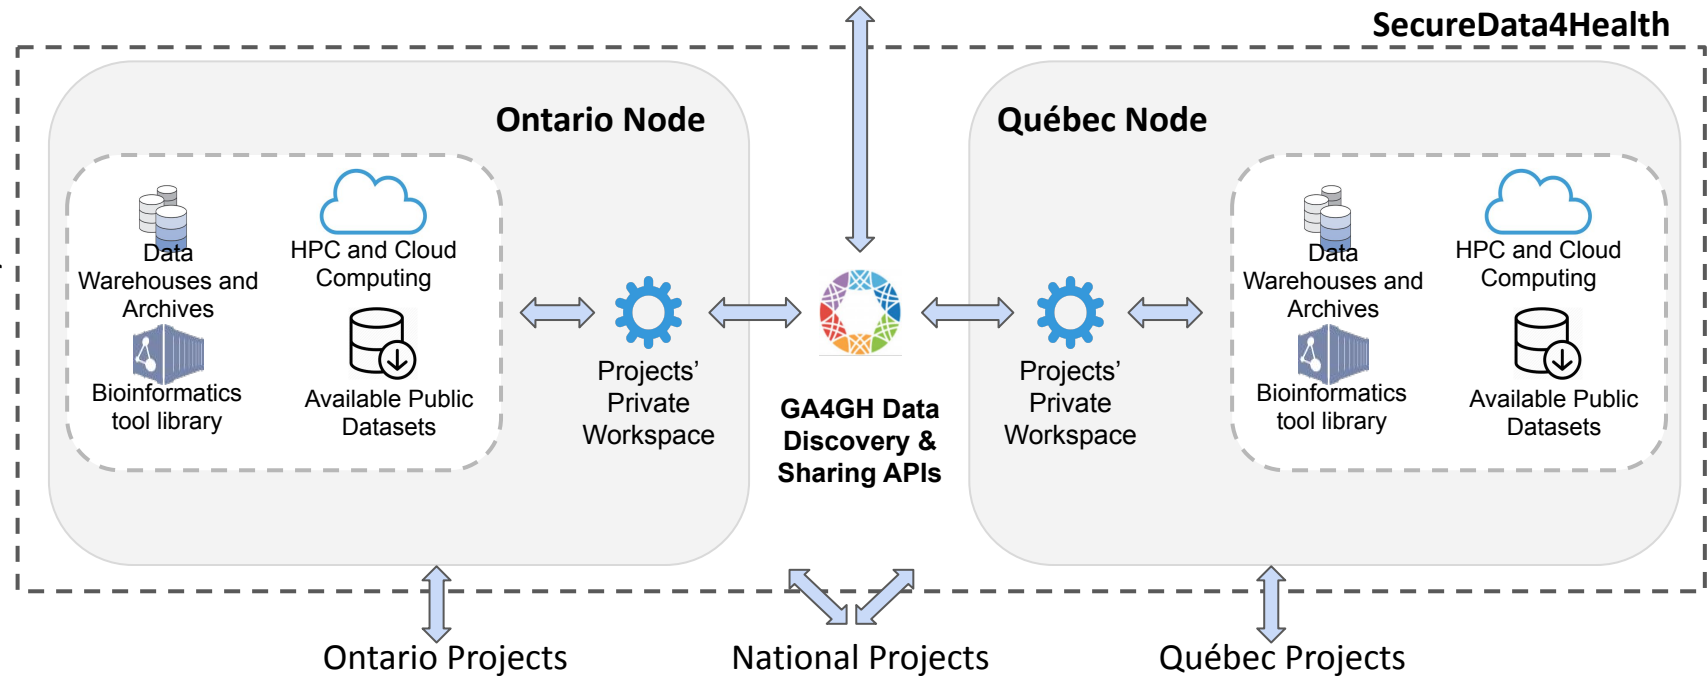 SecureData4Health
Ontario Node
Data
Warehouses and
Archives
HPC and Cloud
Computing
Bioinformatics
tool library
Available Public
Datasets
Projects’
Private
Workspace
GA4GH Data
Discovery &
Sharing APIs
Québec Node
Projects’
Private
Workspace
Data
Warehouses and
Archives
HPC and Cloud
Computing
Bioinformatics
tool library
Available Public
Datasets
Ontario Projects
National Projects
Québec Projects